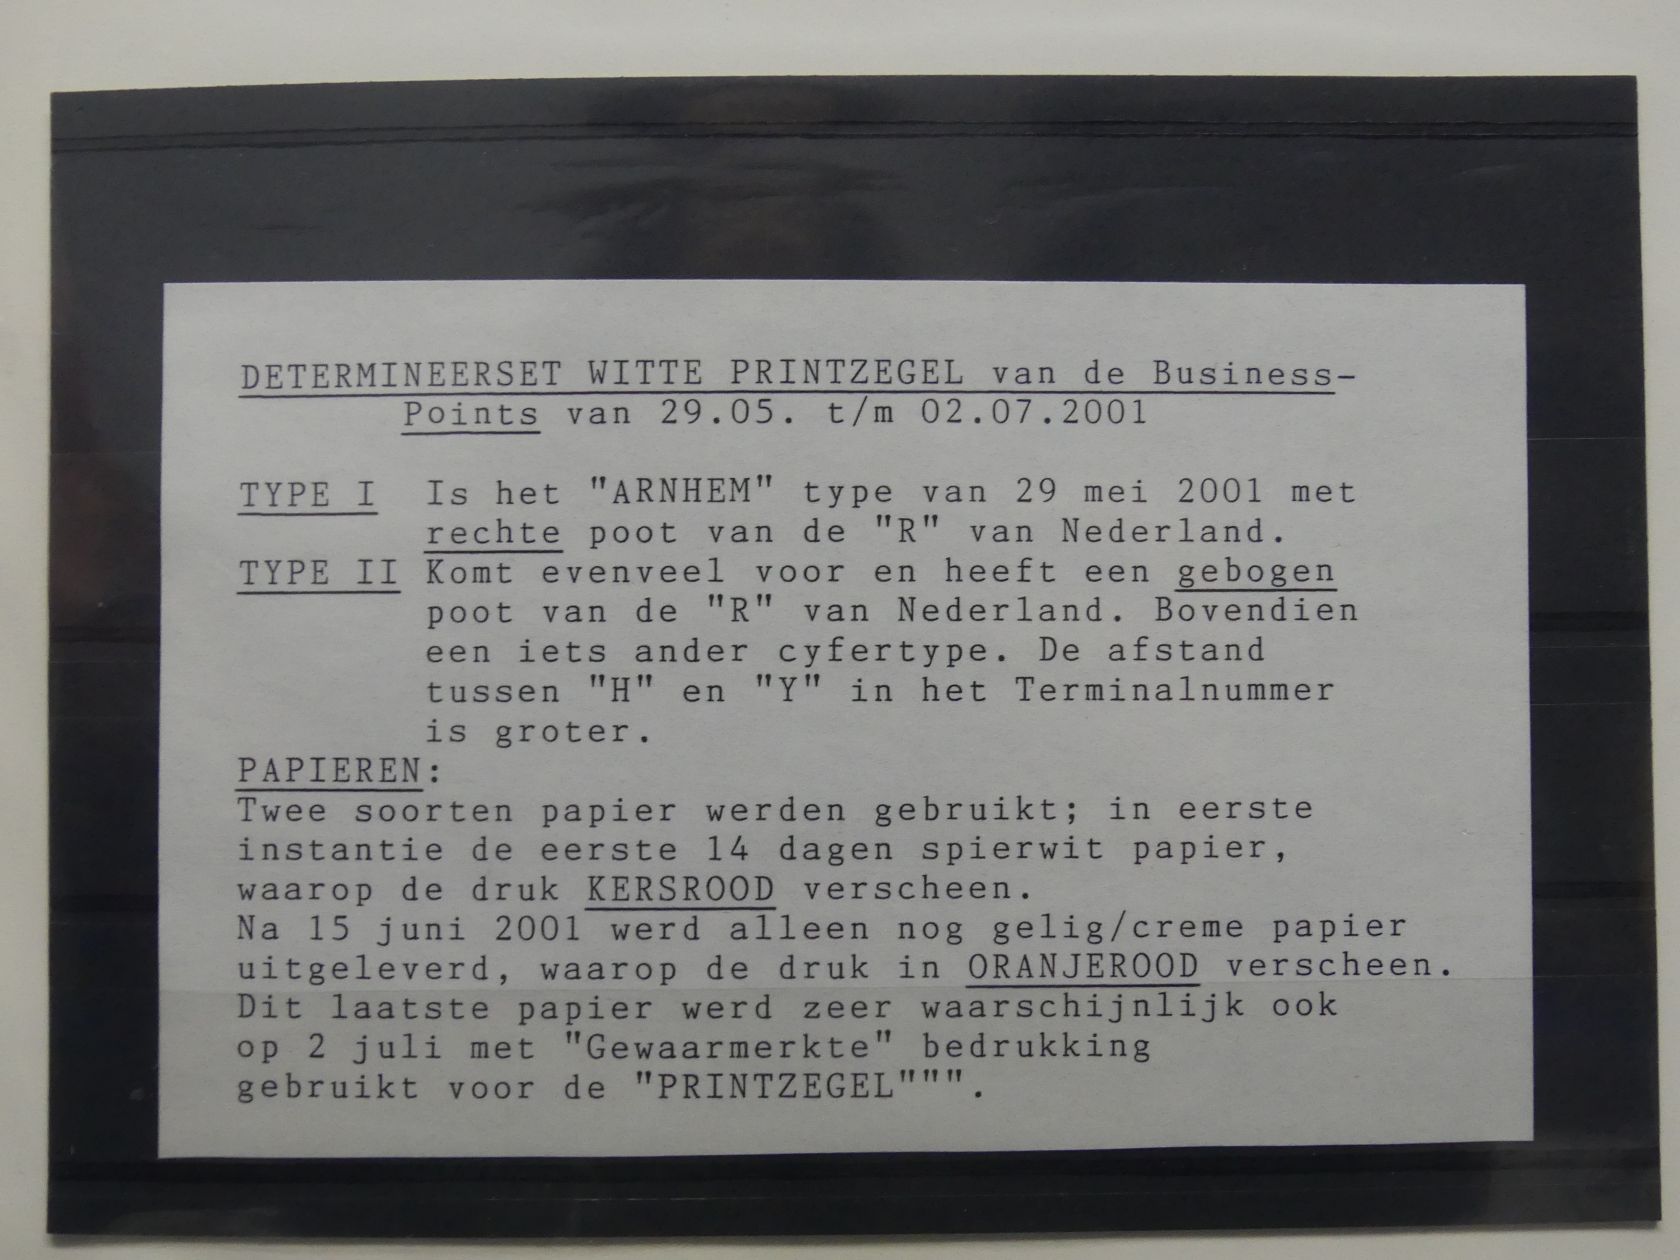 DETERMINEERSET WITTE PRINTZEGEL van de Business-
Points van 29.05. t/m 02.07.2001
TYPE I Is het "ARNHEM" type van 29 mei 2001 met
rechte poot van de "R" van Nederland.
TYPE II Komt evenveel voor en heeft een gebogen
poot van de "R" van Nederland. Bovendien
een iets ander cyfertype. De afstand
tussen "H" en "Y" in het Terminalnummer
is groter.
PAPIEREN:
Twee soorten papier werden gebruikt; in eerste
instantie de eerste 14 dagen spierwit papier,
waarop de druk KERSROOD verscheen.
Na 15 juni 2001 werd alleen nog gelig/creme papier
uitgeleverd, waarop de druk in ORANJEROOD verscheen.
Dit laatste papier werd zeer waarschijnlijk ook
op 2 juli met "Gewaarmerkte" bedrukking
gebruikt voor de "PRINTZEGEL""".